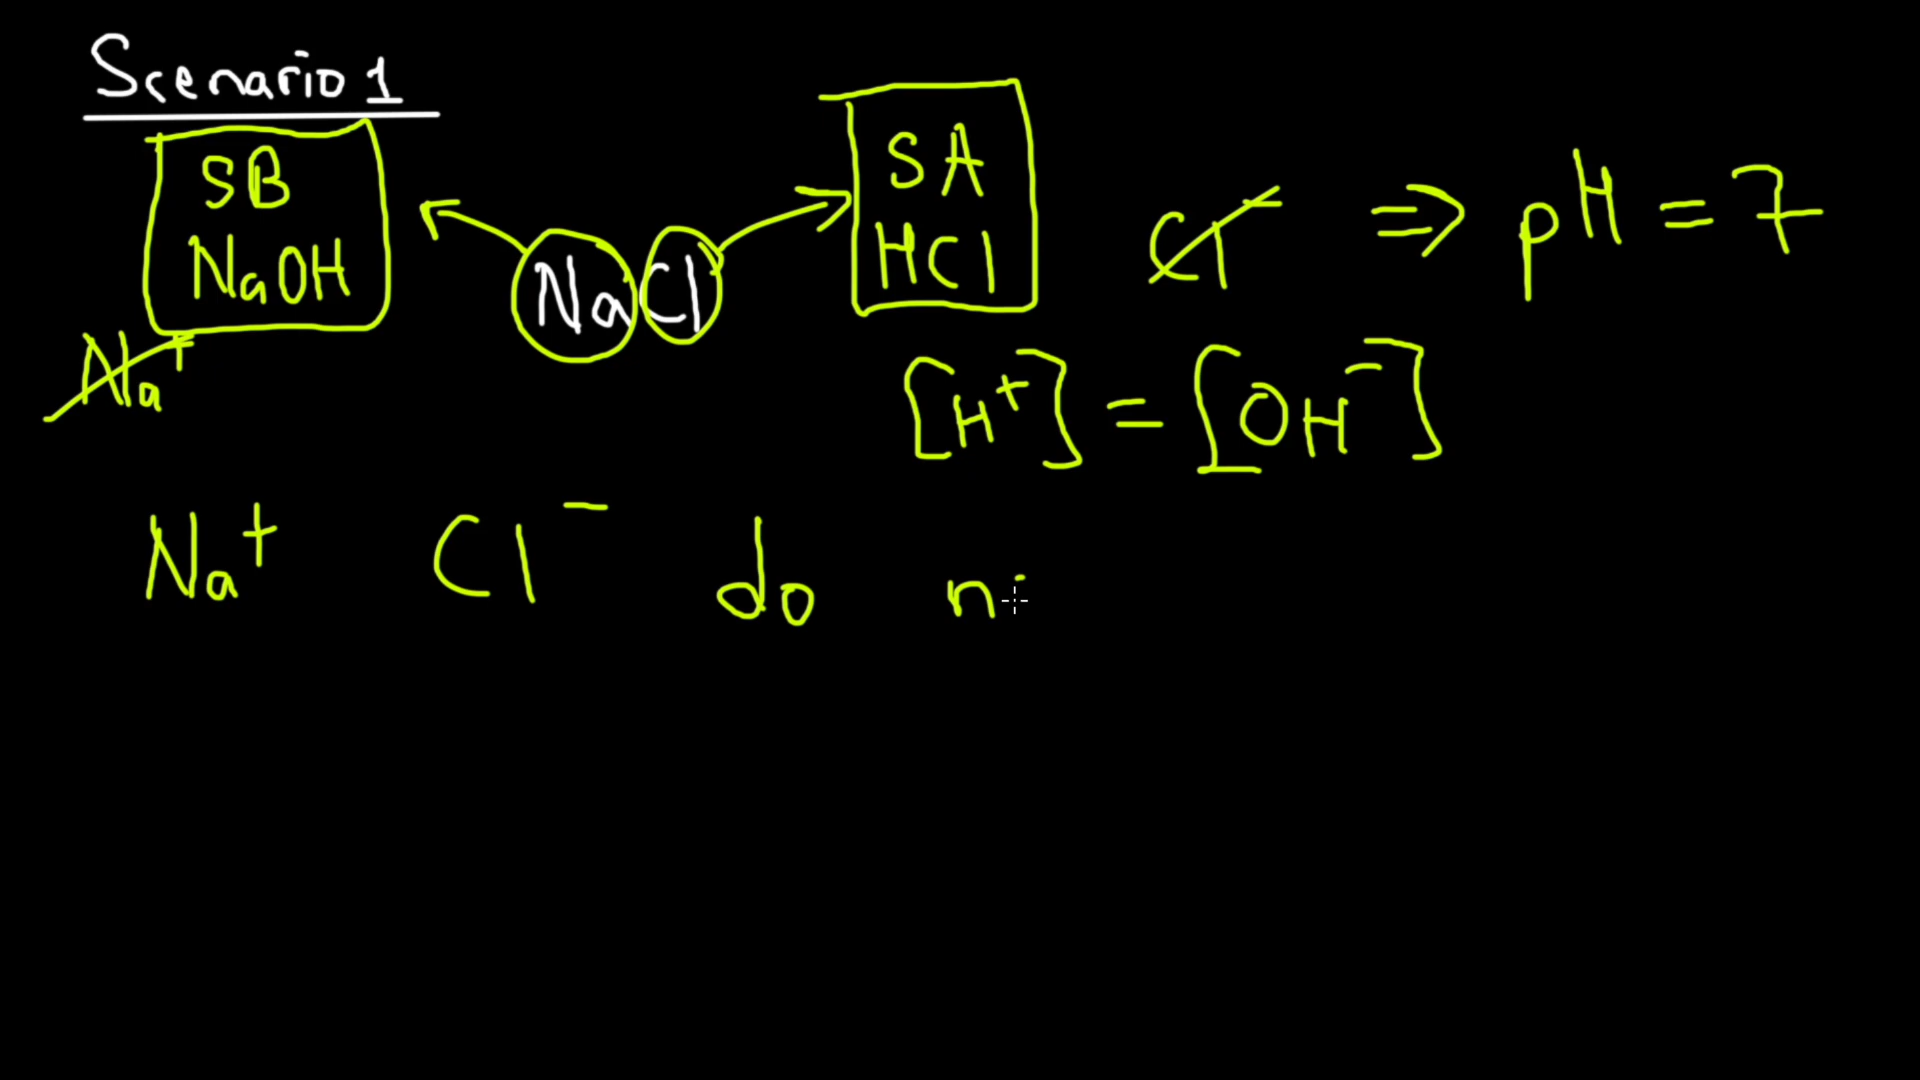 Scenario 1
SB
NaOH
Na⁺
NaCl
SA
HCl
Cl⁻ ⇒ pH = 7
[H⁺] = [OH⁻]
Na⁺ Cl⁻ do n